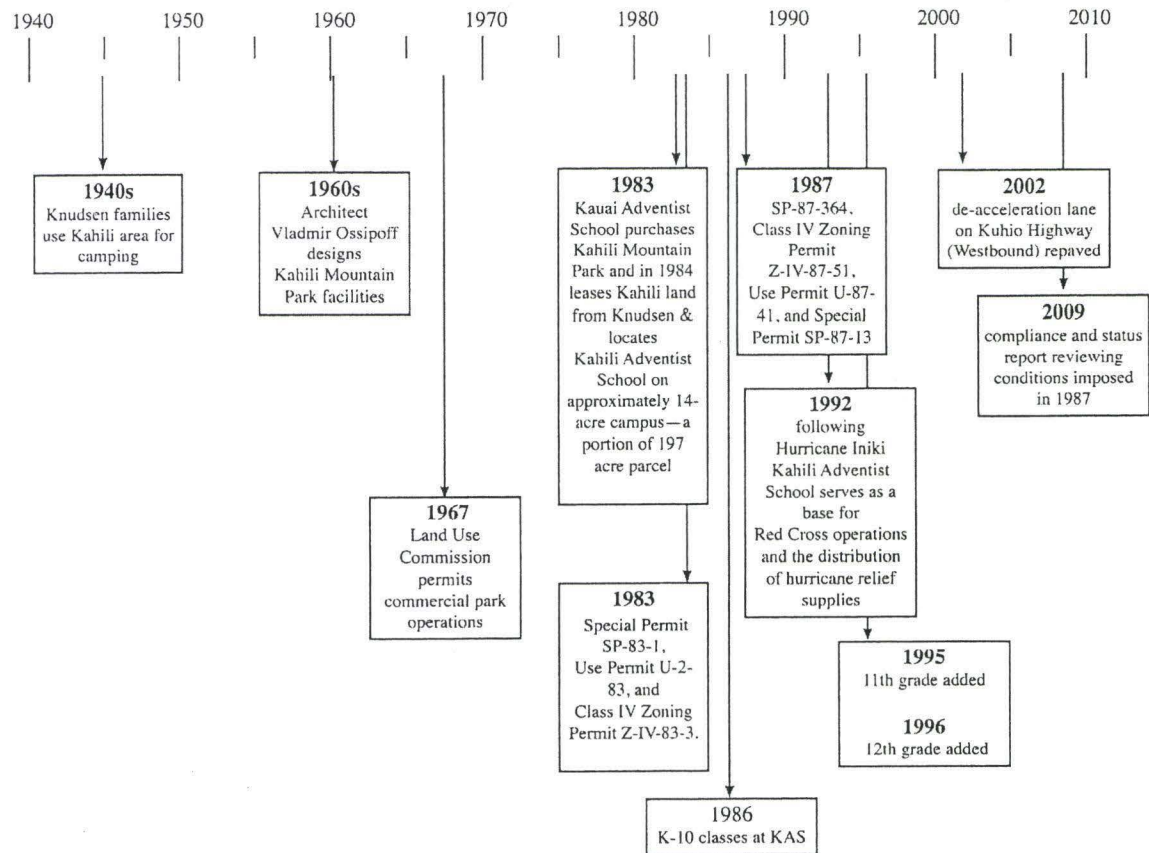 1940 1950 1960 1970 1980 1990 2000 2010
1940s
Knudsen families
use Kahili area for
camping
1960s
Architect
Vladmir Ossipoff
designs
Kahili Mountain
Park facilities
1967
Land Use
Commission
permits
commercial park
operations
1983
Kauai Adventist
School purchases
Kahili Mountain
Park and in 1984
leases Kahili land
from Knudsen &
locates
Kahili Adventist
School on
approximately 14-
acre campus—a
portion of 197
acre parcel
1983
Special Permit
SP-83-1,
Use Permit U-2-
83, and
Class IV Zoning
Permit Z-IV-83-3.
1986
K-10 classes at KAS
1987
SP-87-364,
Class IV Zoning
Permit
Z-IV-87-51,
Use Permit U-87-
41, and Special
Permit SP-87-13
1992
following
Hurricane Iniki
Kahili Adventist
School serves as a
base for
Red Cross operations
and the distribution
of hurricane relief
supplies
1995
11th grade added
1996
12th grade added
2002
de-acceleration lane
on Kuhio Highway
(Westbound) repaved
2009
compliance and status
report reviewing
conditions imposed
in 1987